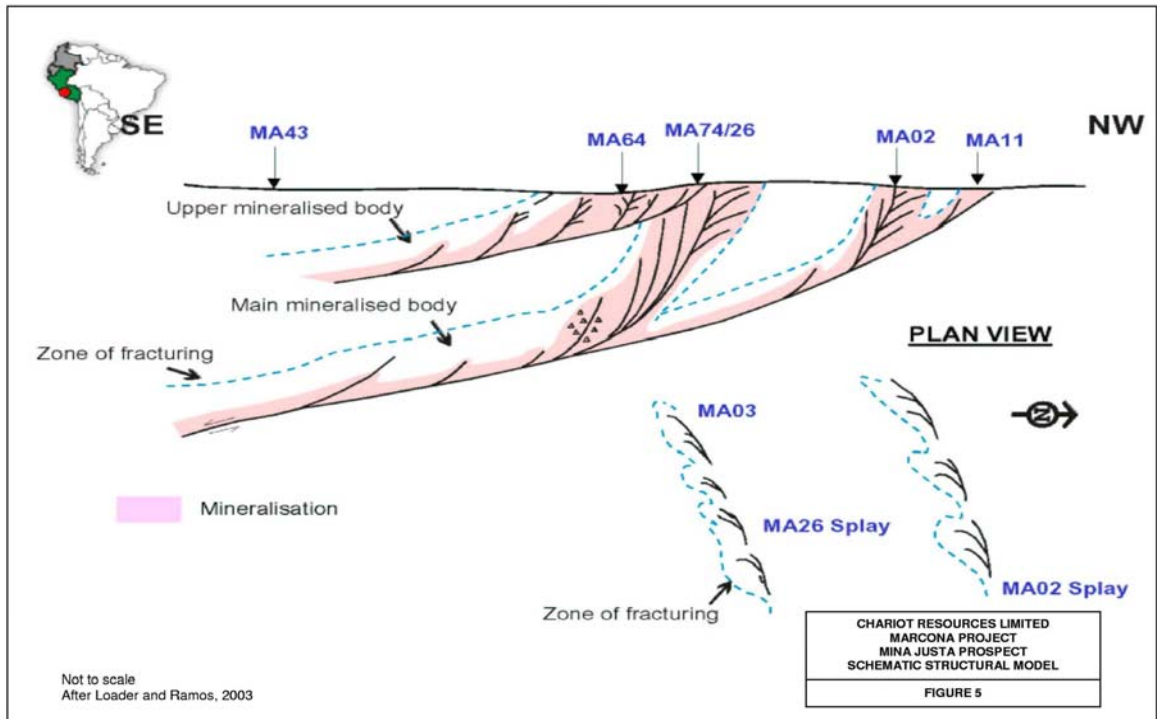 SE
MA43
MA64
MA74/26
MA02
MA11
NW
Upper mineralised body
Main mineralised body
Zone of fracturing
PLAN VIEW
N
MA03
Mineralisation
MA26 Splay
MA02 Splay
Zone of fracturing
CHARIOT RESOURCES LIMITED
MARCONA PROJECT
MINA JUSTA PROSPECT
SCHEMATIC STRUCTURAL MODEL
FIGURE 5
Not to scale
After Loader and Ramos, 2003